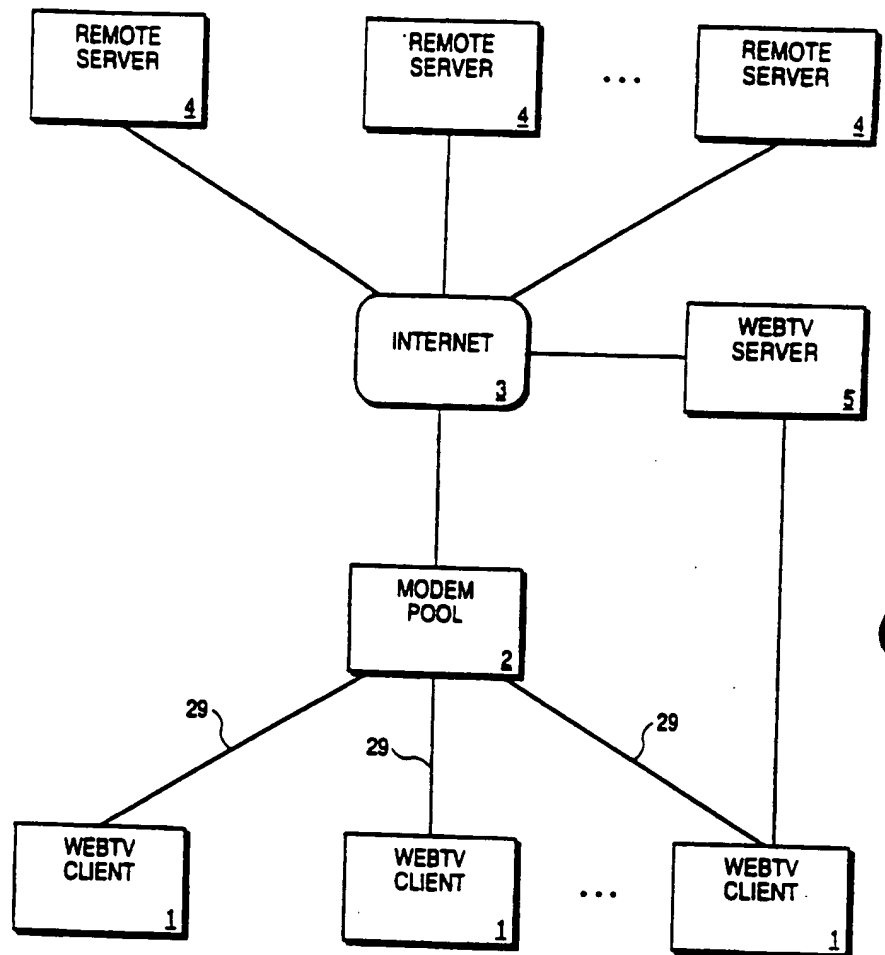 REMOTE
SERVER
4
REMOTE
SERVER
4
...
REMOTE
SERVER
4
INTERNET
3
WEBTV
SERVER
5
MODEM
POOL
2
29
29
29
WEBTV
CLIENT
1
WEBTV
CLIENT
1
...
WEBTV
CLIENT
1